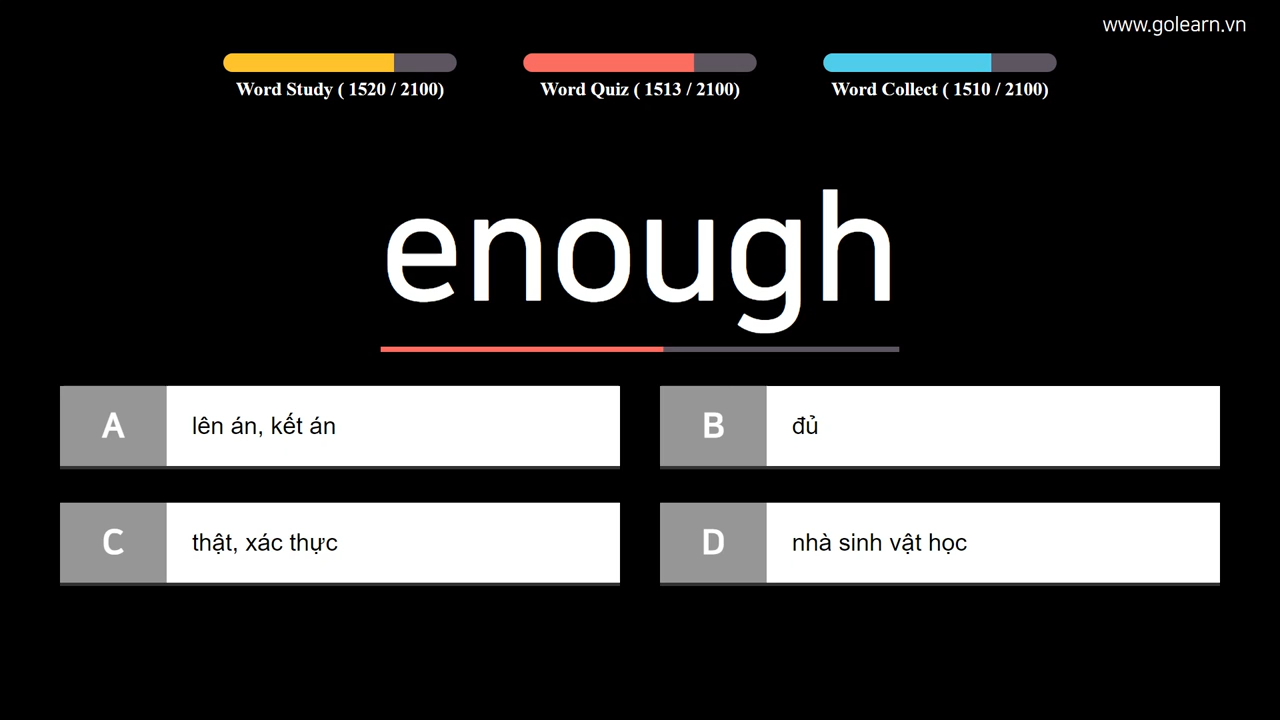 www.golearn.vn
Word Study ( 1520 / 2100)
Word Quiz ( 1513 / 2100)
Word Collect ( 1510 / 2100)
enough
A
lên án, kết án
B
đủ
C
thật, xác thực
D
nhà sinh vật học